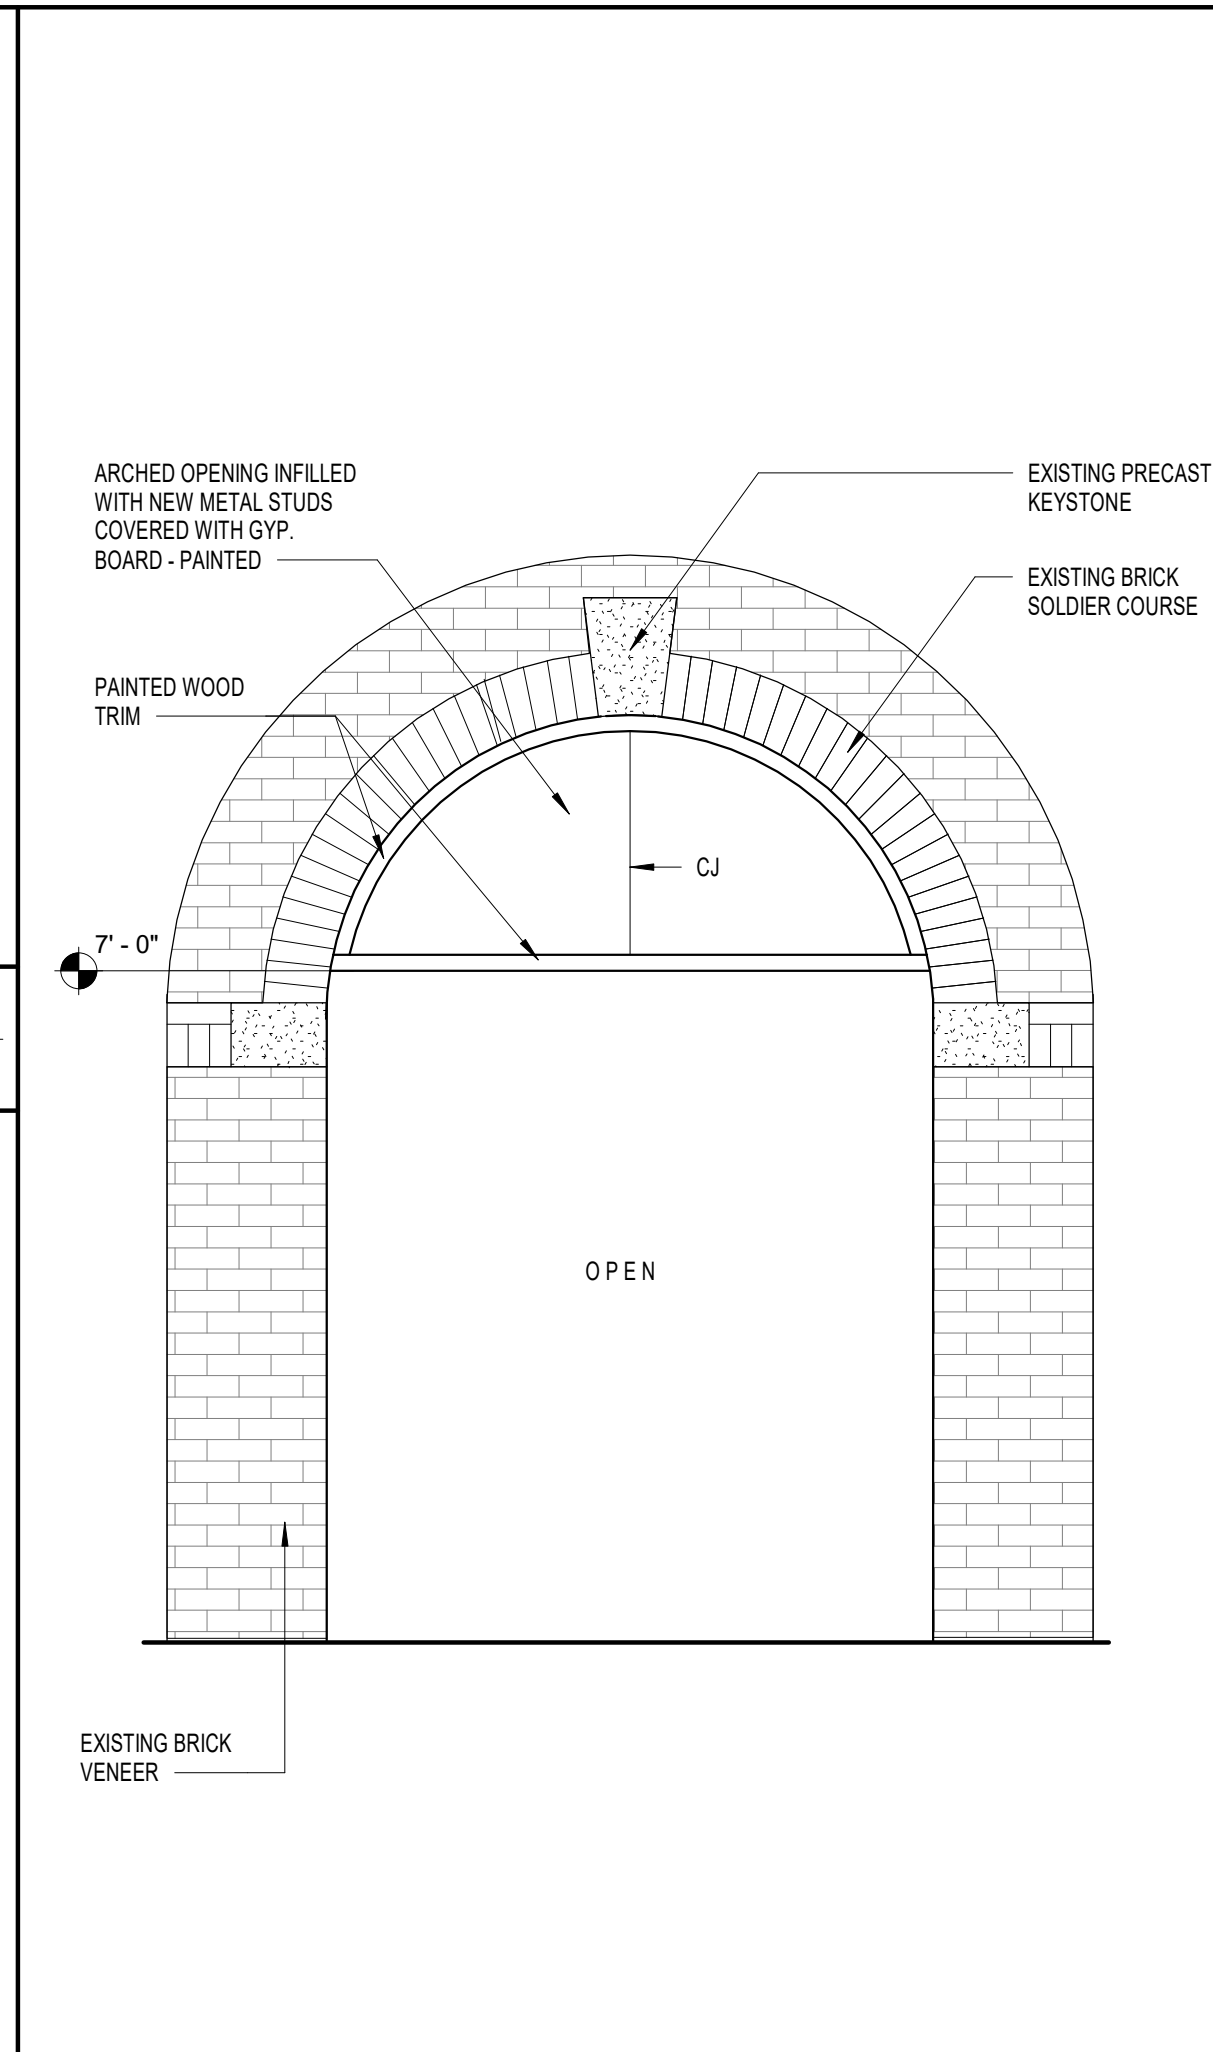 ARCHED OPENING INFILLED
WITH NEW METAL STUDS
COVERED WITH GYP.
BOARD - PAINTED
EXISTING PRECAST
KEYSTONE
EXISTING BRICK
SOLDIER COURSE
PAINTED WOOD
TRIM
CJ
7' - 0"
OPEN
EXISTING BRICK
VENEER